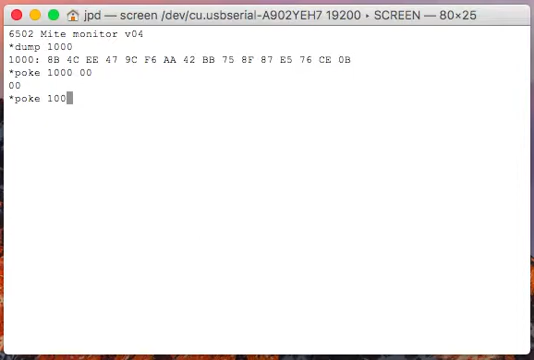 jpd — screen /dev/cu.usbserial-A902YEH7 19200 ▸ SCREEN — 80×25
6502 Mite monitor v04
*dump 1000
1000: 8B 4C EE 47 9C F6 AA 42 BB 75 8F 87 E5 76 CE 0B
*poke 1000 00
00
*poke 100